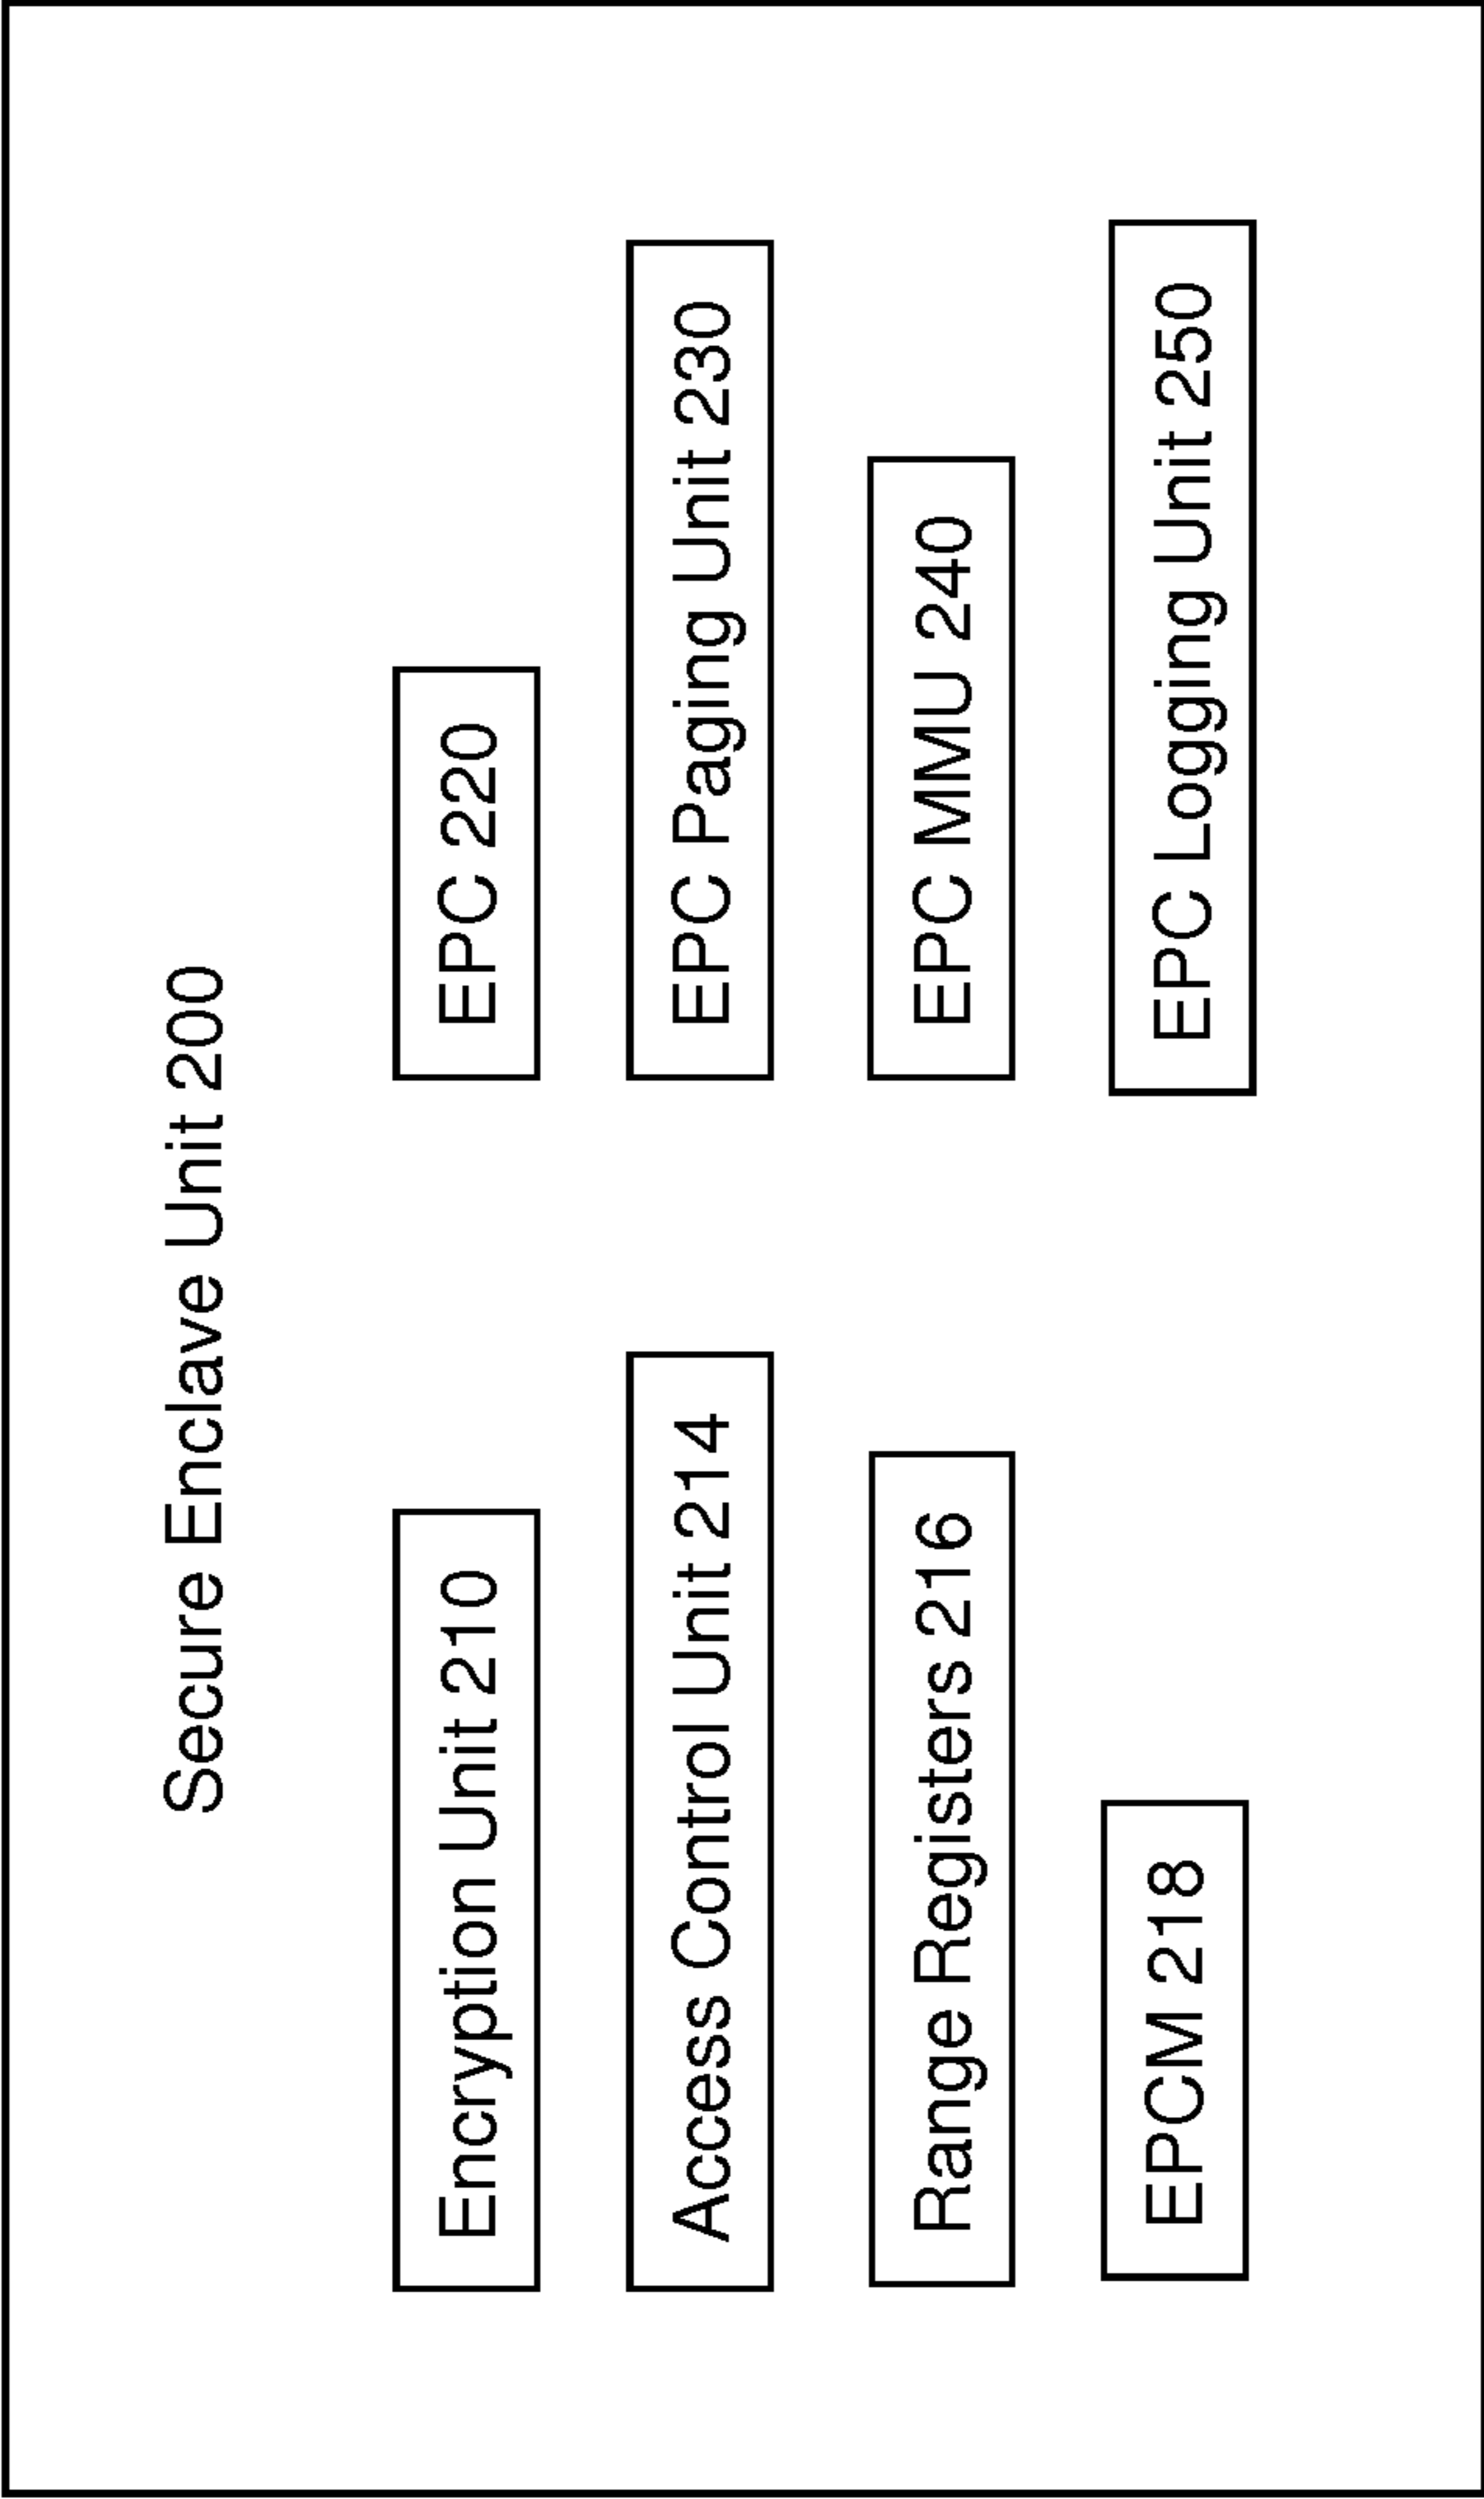 Secure Enclave Unit 200
Encryption Unit 210
EPC 220
Access Control Unit 214
EPC Paging Unit 230
Range Registers 216
EPC MMU 240
EPCM 218
EPC Logging Unit 250